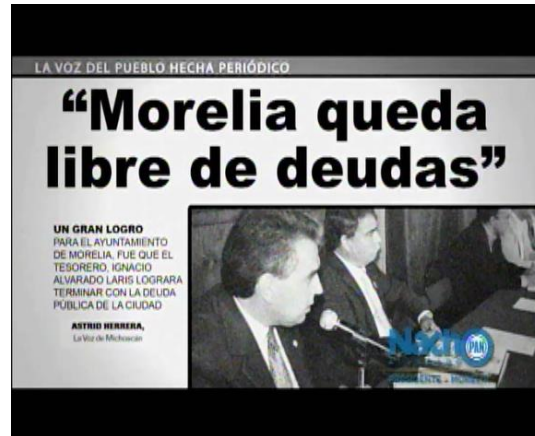 LA VOZ DEL PUEBLO HECHA PERIÓDICO
“Morelia queda
libre de deudas”
UN GRAN LOGRO
PARA EL AYUNTAMIENTO
DE MORELIA, FUE QUE EL
TESORERO, IGNACIO
ALVARADO LARIS LOGRARA
TERMINAR CON LA DEUDA
PÚBLICA DE LA CIUDAD
ASTRID HERRERA,
La Voz de Michoacán
Nacho PAN
PRESIDENTE - MORELIA